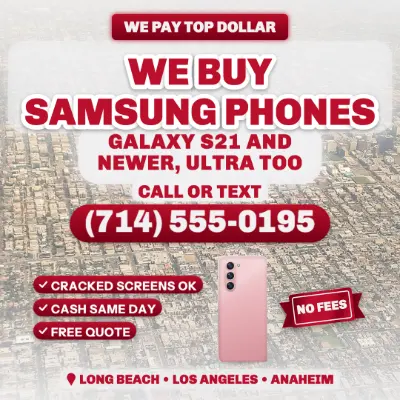 WE PAY TOP DOLLAR
WE BUY
SAMSUNG PHONES
GALAXY S21 AND
NEWER, ULTRA TOO
CALL OR TEXT
(714) 555-0195
✓ CRACKED SCREENS OK
✓ CASH SAME DAY
✓ FREE QUOTE
NO FEES
LONG BEACH • LOS ANGELES • ANAHEIM